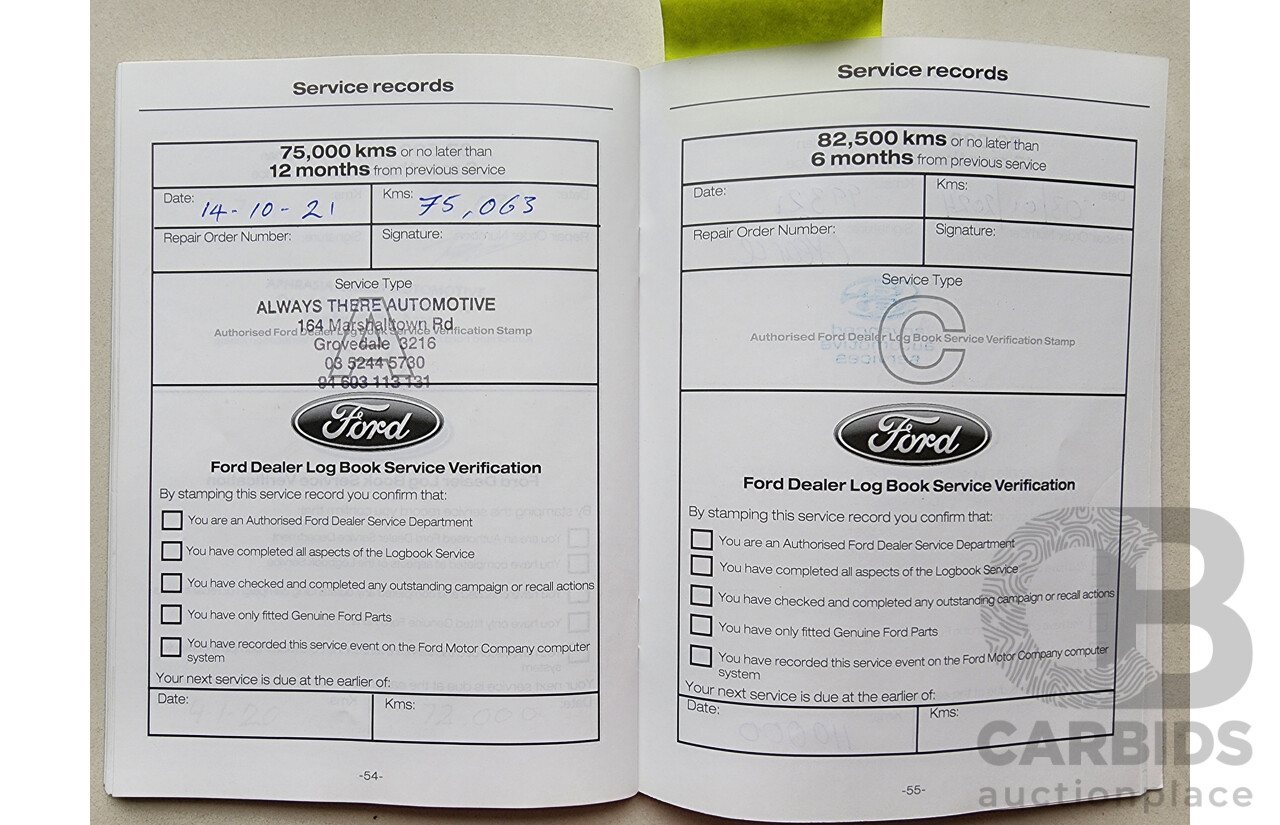 Service records
75,000 kms or no later than
12 months from previous service
Date: 14-10-21
Kms: 75,063
Repair Order Number:
Signature:
Service Type
A
ALWAYS THERE AUTOMOTIVE
164 Marshalltown Rd
Authorised Ford Dealer Log Book Service Verification Stamp
Grovedale 3216
03 5244 5730
94 603 113 131
Ford
Ford Dealer Log Book Service Verification
By stamping this service record you confirm that:
You are an Authorised Ford Dealer Service Department
You have completed all aspects of the Logbook Service
You have checked and completed any outstanding campaign or recall actions
You have only fitted Genuine Ford Parts
You have recorded this service event on the Ford Motor Company computer
system
Your next service is due at the earlier of:
Date:
Kms:
-54-
Service records
82,500 kms or no later than
6 months from previous service
Date:
Kms:
Repair Order Number:
Signature:
Service Type
C
Authorised Ford Dealer Log Book Service Verification Stamp
Ford
Ford Dealer Log Book Service Verification
By stamping this service record you confirm that:
You are an Authorised Ford Dealer Service Department
You have completed all aspects of the Logbook Service
You have checked and completed any outstanding campaign or recall actions
You have only fitted Genuine Ford Parts
You have recorded this service event on the Ford Motor Company computer
system
Your next service is due at the earlier of:
Date:
Kms:
-55-
CB
CARBIDS
auctionplace